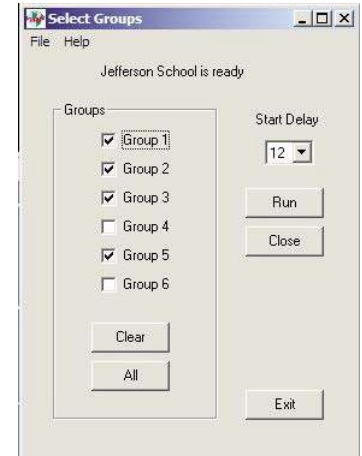 Select Groups
File Help
Jefferson School is ready
Groups
Group 1
Group 2
Group 3
Group 4
Group 5
Group 6
Clear
All
Start Delay
12
Run
Close
Exit